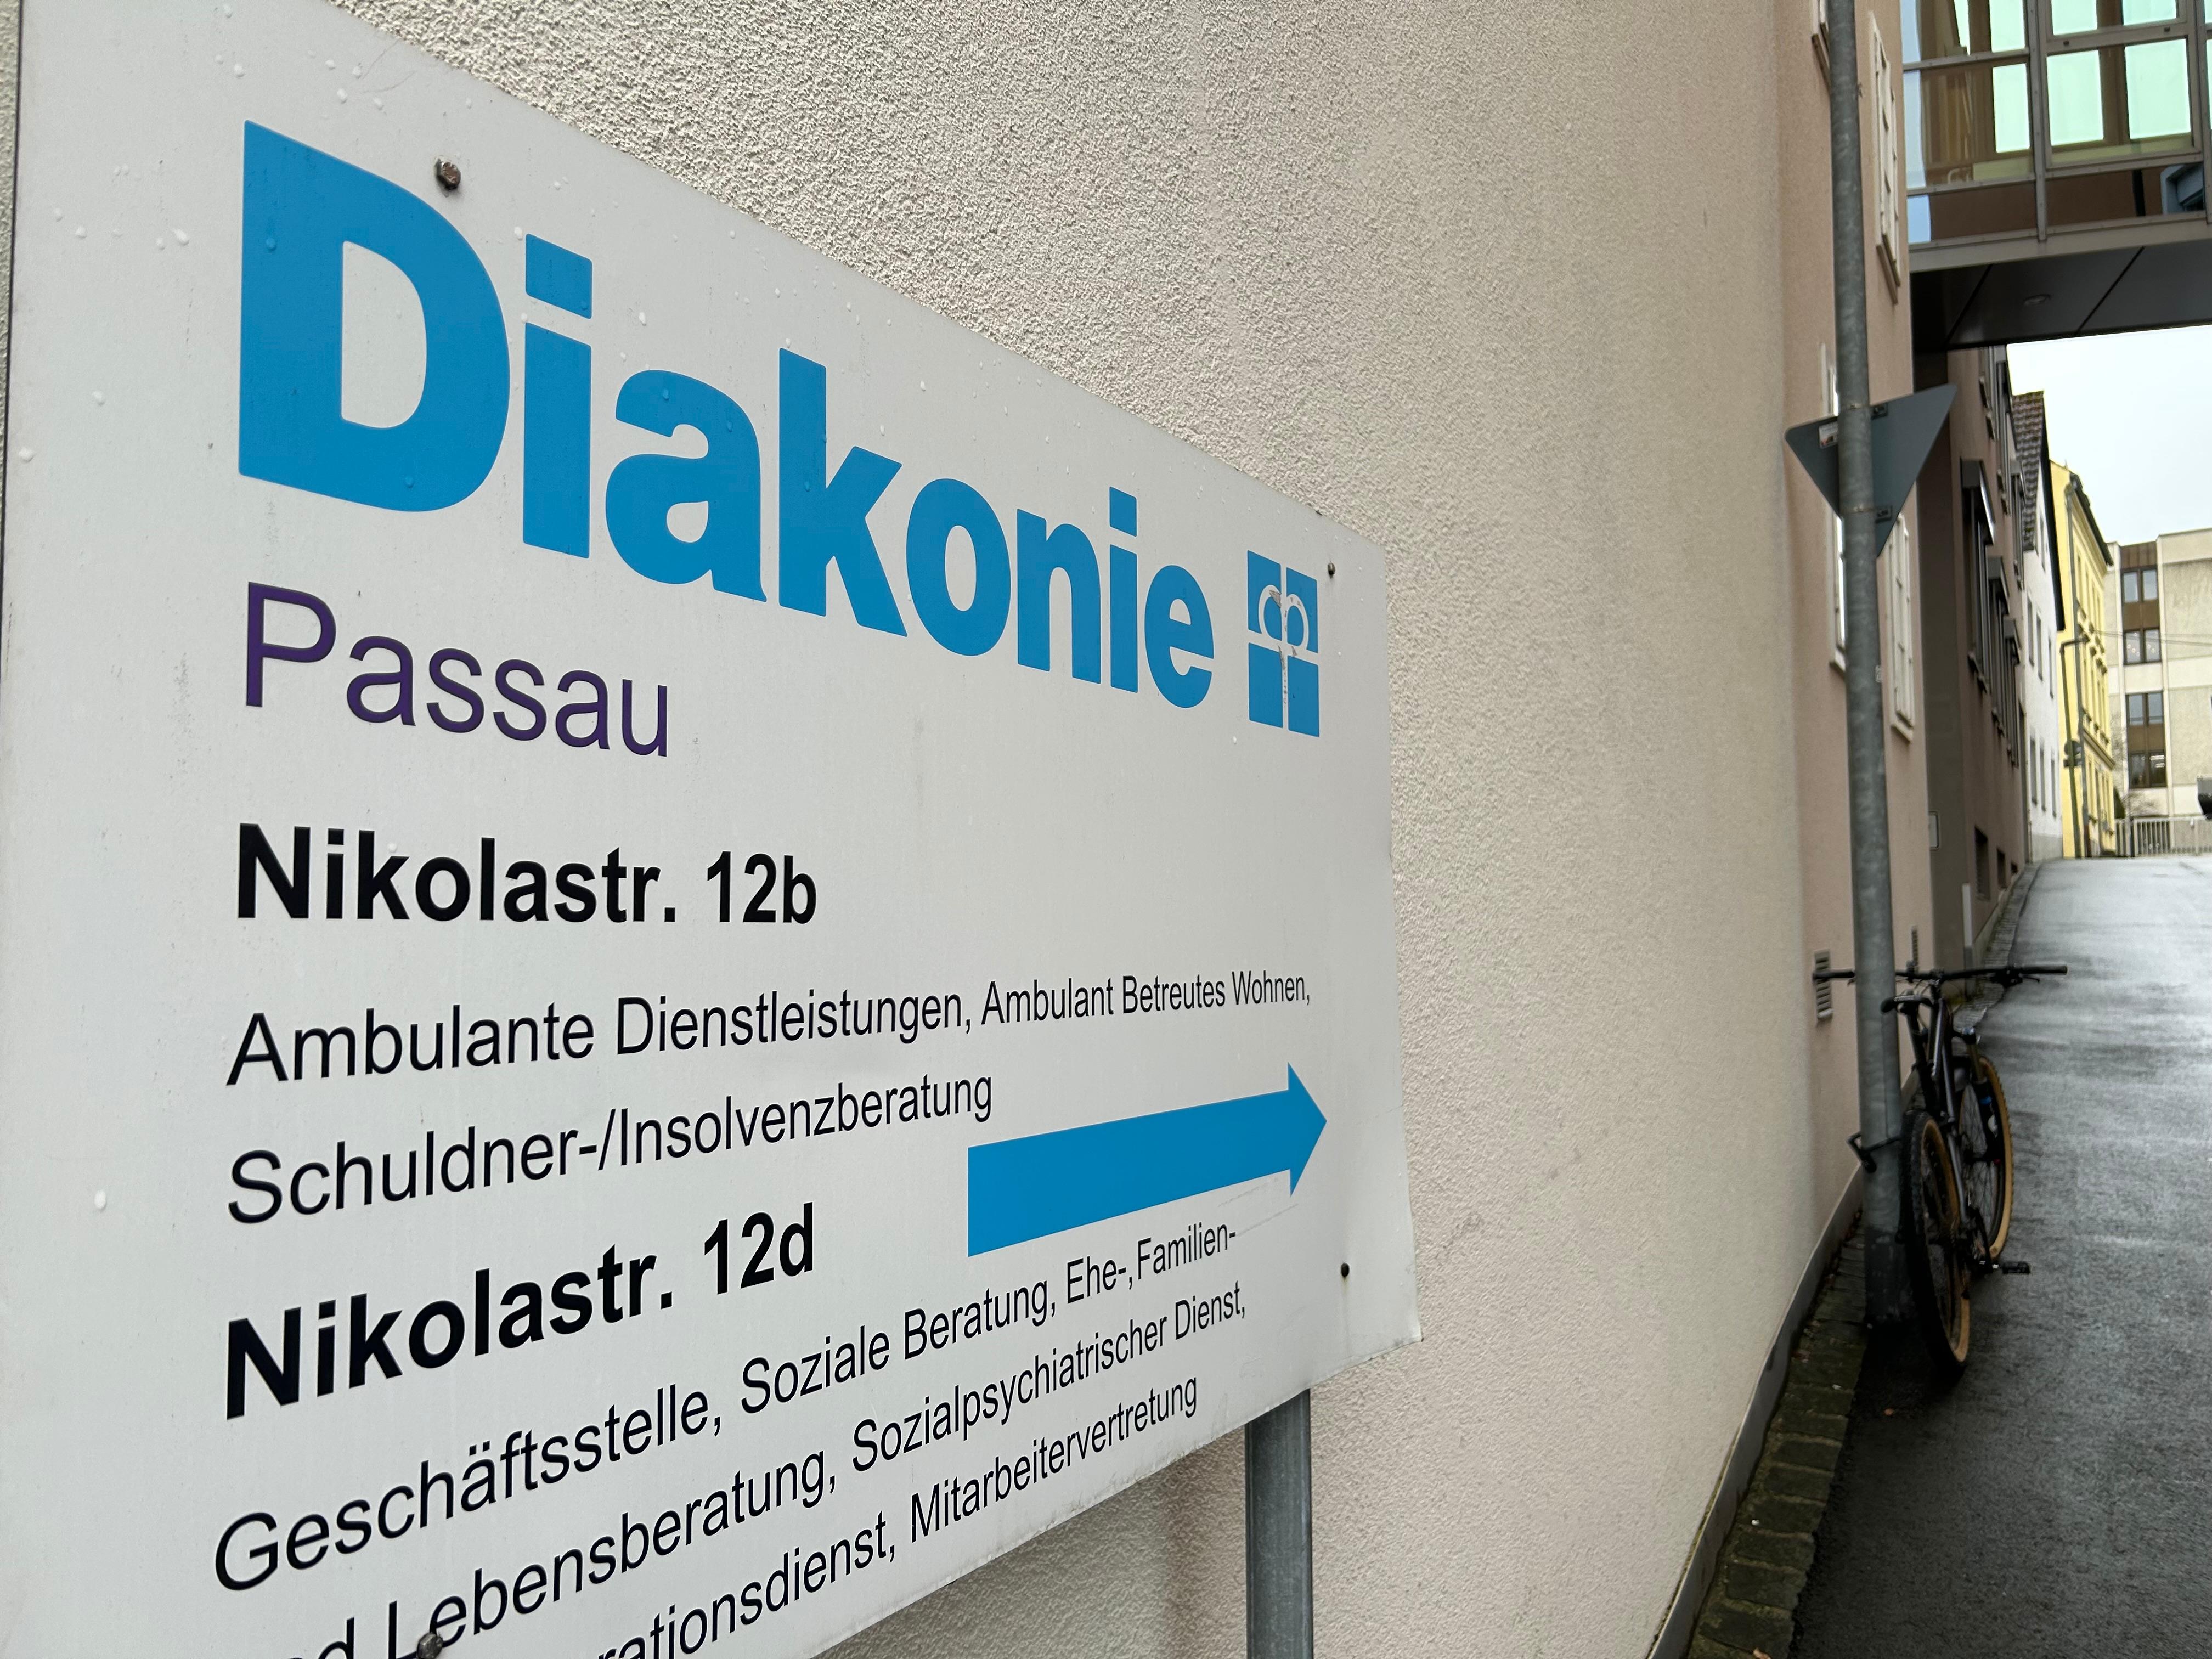 Diakonie
Passau
Nikolastr. 12b
Ambulante Dienstleistungen, Ambulant Betreutes Wohnen,
Schuldner-/Insolvenzberatung
Nikolastr. 12d
Geschäftsstelle, Soziale Beratung, Ehe-, Familien-
Lebensberatung, Sozialpsychiatrischer Dienst,
Mitarbeitervertretung